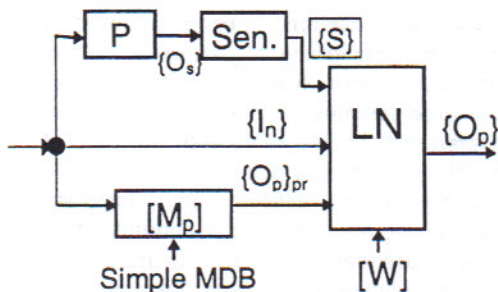 P
Sen.
{S}
{Oₛ}
LN
{Iₙ}
{Oₚ}
{Oₚ}ₚᵣ
[Mₚ]
Simple MDB
[W]